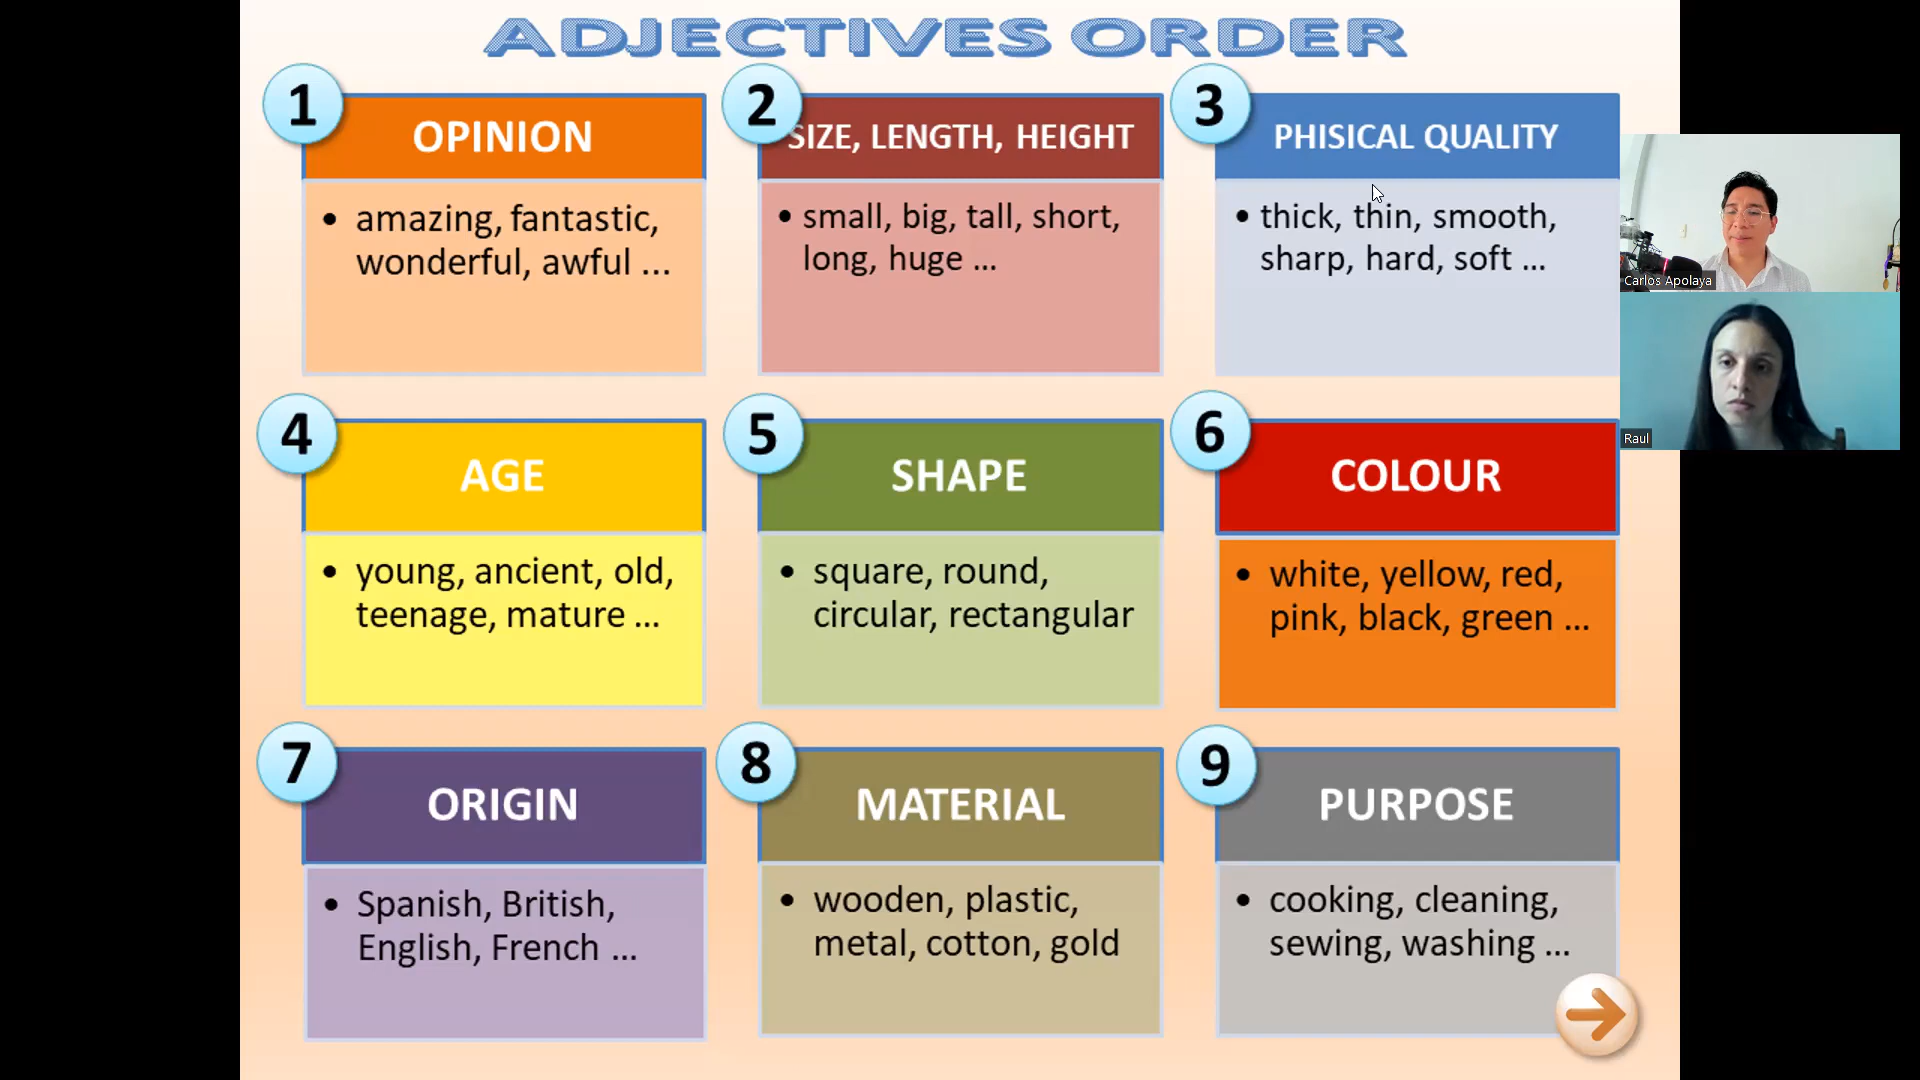 ADJECTIVES ORDER
1
OPINION
• amazing, fantastic,
wonderful, awful ...
2
SIZE, LENGTH, HEIGHT
• small, big, tall, short,
long, huge ...
3
PHISICAL QUALITY
• thick, thin, smooth,
sharp, hard, soft ...
4
AGE
• young, ancient, old,
teenage, mature ...
5
SHAPE
• square, round,
circular, rectangular
6
COLOUR
• white, yellow, red,
pink, black, green ...
7
ORIGIN
• Spanish, British,
English, French ...
8
MATERIAL
• wooden, plastic,
metal, cotton, gold
9
PURPOSE
• cooking, cleaning,
sewing, washing ...
Carlos Apolaya
Raul